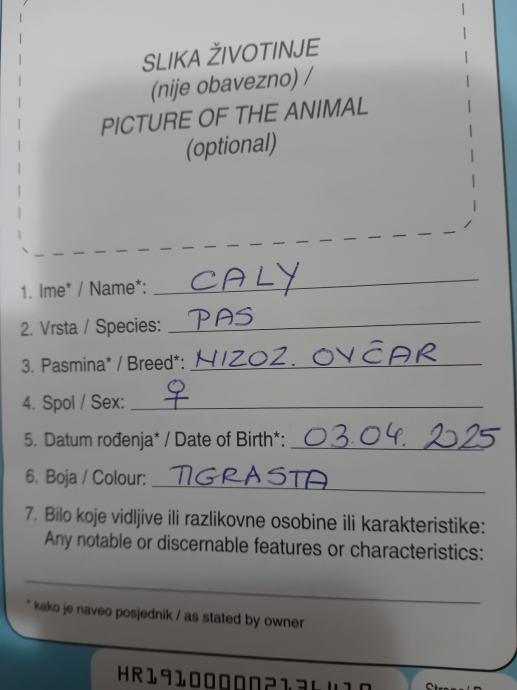 SLIKA ŽIVOTINJE
(nije obavezno) /
PICTURE OF THE ANIMAL
(optional)
1. Ime* / Name*: CALY
2. Vrsta / Species: PAS
3. Pasmina* / Breed*: NIZOZ. OVČAR
4. Spol / Sex: ♀
5. Datum rođenja* / Date of Birth*: 03.04. 2025
6. Boja / Colour: TIGRASTA
7. Bilo koje vidljive ili razlikovne osobine ili karakteristike:
Any notable or discernable features or characteristics:
* kako je naveo posjednik / as stated by owner